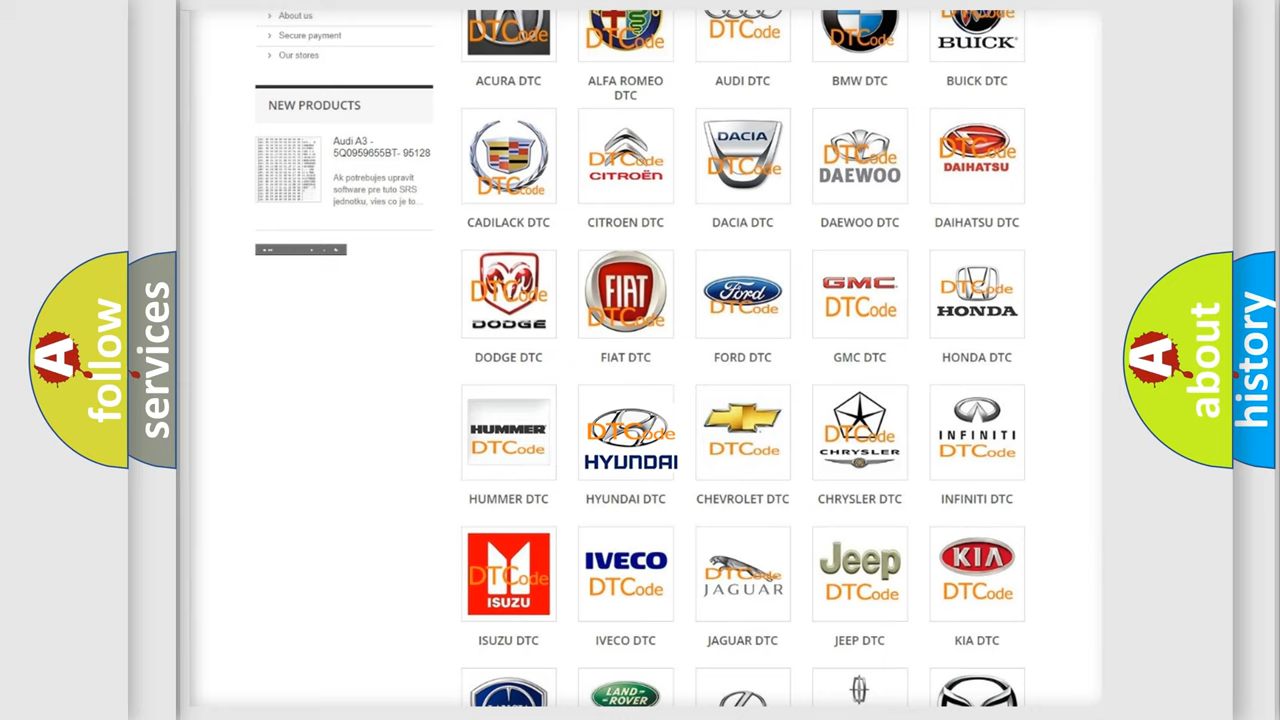 About us
Secure payment
Our stores
NEW PRODUCTS
Audi A3 -
5Q0959655BT- 95128
Ak potrebujes upravit
software pre tuto SRS
jednotku, vies co je to...
DTCode
DTCode
DTCode
DTCode
BUICK
ACURA DTC
ALFA ROMEO
DTC
AUDI DTC
BMW DTC
BUICK DTC
DTCode
DTCode
CITROËN
DACIA
DTCode
DTCode
DAEWOO
DTCode
DAIHATSU
CADILACK DTC
CITROEN DTC
DACIA DTC
DAEWOO DTC
DAIHATSU DTC
DTCode
DODGE
FIAT
DTCode
Ford
DTCode
GMC
DTCode
DTCode
HONDA
DODGE DTC
FIAT DTC
FORD DTC
GMC DTC
HONDA DTC
HUMMER
DTCode
DTCode
HYUNDAI
DTCode
DTCode
CHRYSLER
INFINITI
DTCode
HUMMER DTC
HYUNDAI DTC
CHEVROLET DTC
CHRYSLER DTC
INFINITI DTC
DTCode
ISUZU
IVECO
DTCode
DTCode
JAGUAR
Jeep
DTCode
KIA
DTCode
ISUZU DTC
IVECO DTC
JAGUAR DTC
JEEP DTC
KIA DTC
LAND-
ROVER
A
follow
services
A
about
history